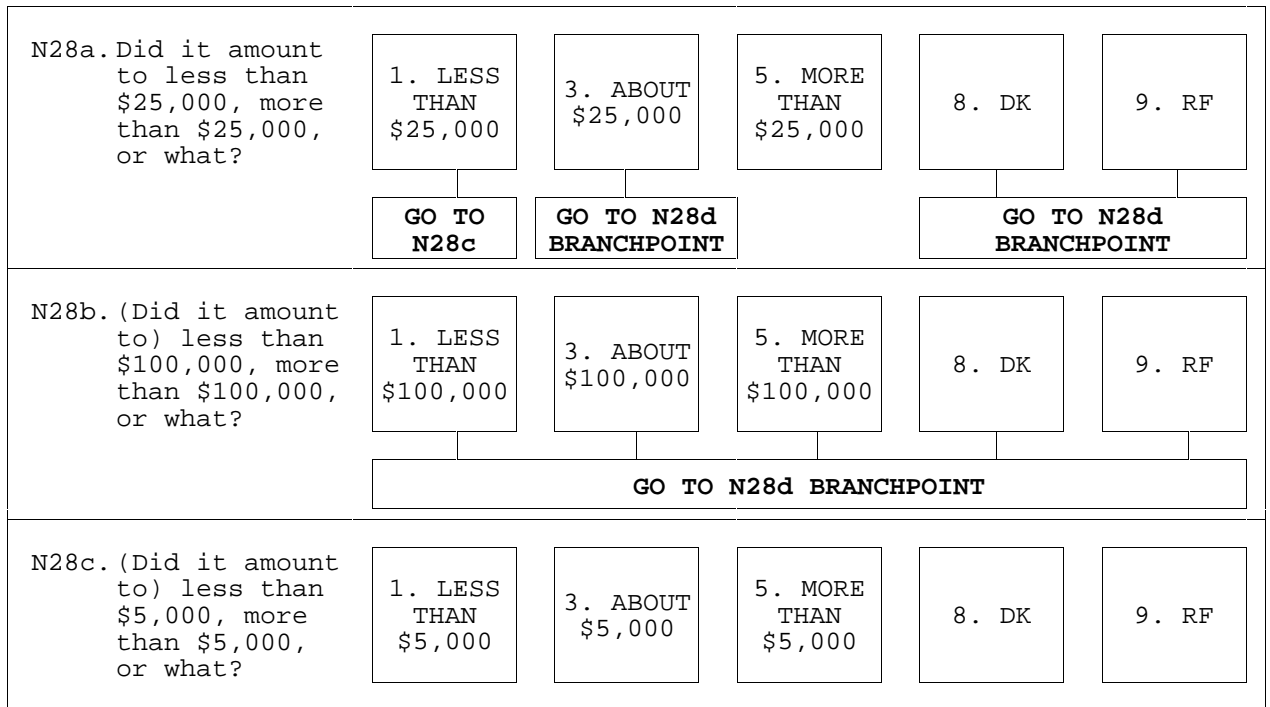 N28a. Did it amount
to less than
$25,000, more
than $25,000,
or what?
1. LESS
THAN
$25,000
3. ABOUT
$25,000
5. MORE
THAN
$25,000
8. DK
9. RF
GO TO
N28c
GO TO N28d
BRANCHPOINT
GO TO N28d
BRANCHPOINT
N28b. (Did it amount
to) less than
$100,000, more
than $100,000,
or what?
1. LESS
THAN
$100,000
3. ABOUT
$100,000
5. MORE
THAN
$100,000
8. DK
9. RF
GO TO N28d BRANCHPOINT
N28c. (Did it amount
to) less than
$5,000, more
than $5,000,
or what?
1. LESS
THAN
$5,000
3. ABOUT
$5,000
5. MORE
THAN
$5,000
8. DK
9. RF